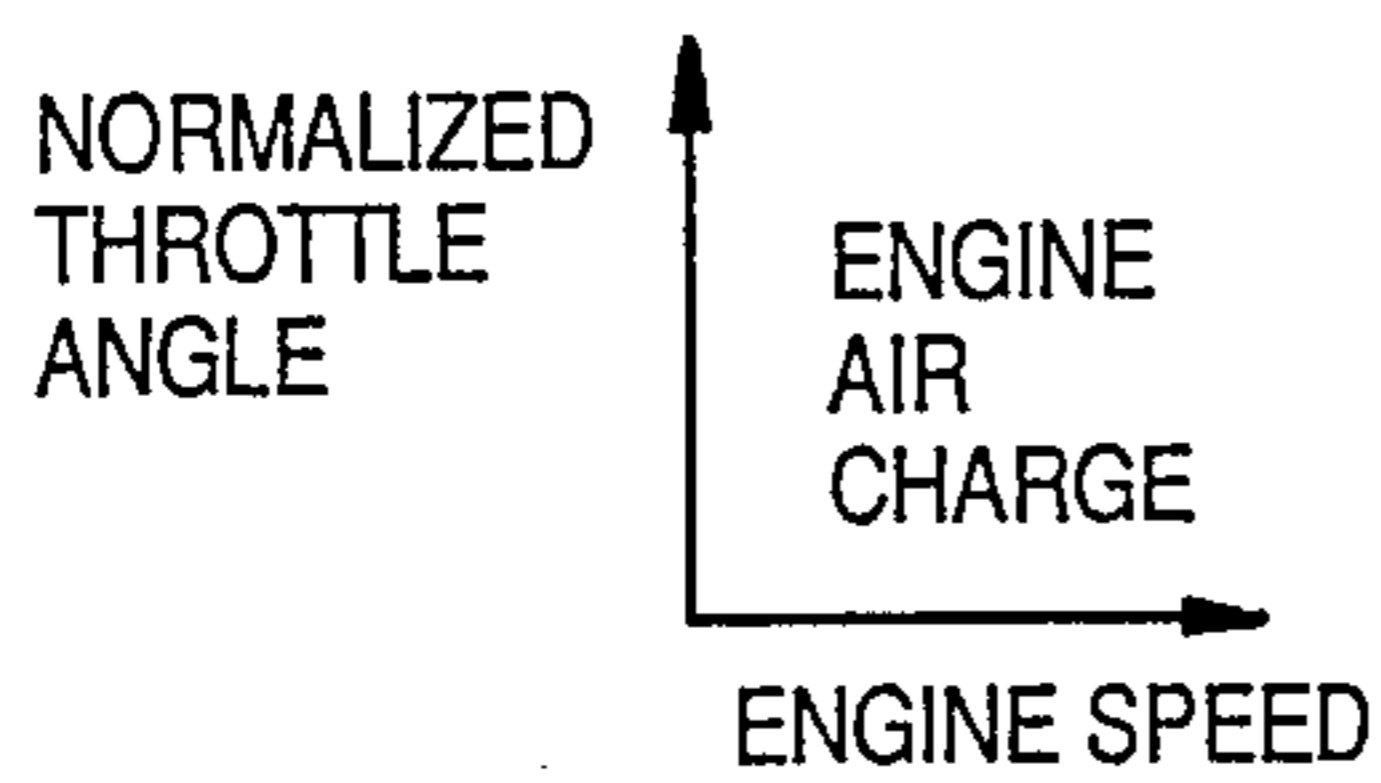 NORMALIZED
THROTTLE
ANGLE
ENGINE
AIR
CHARGE
ENGINE SPEED